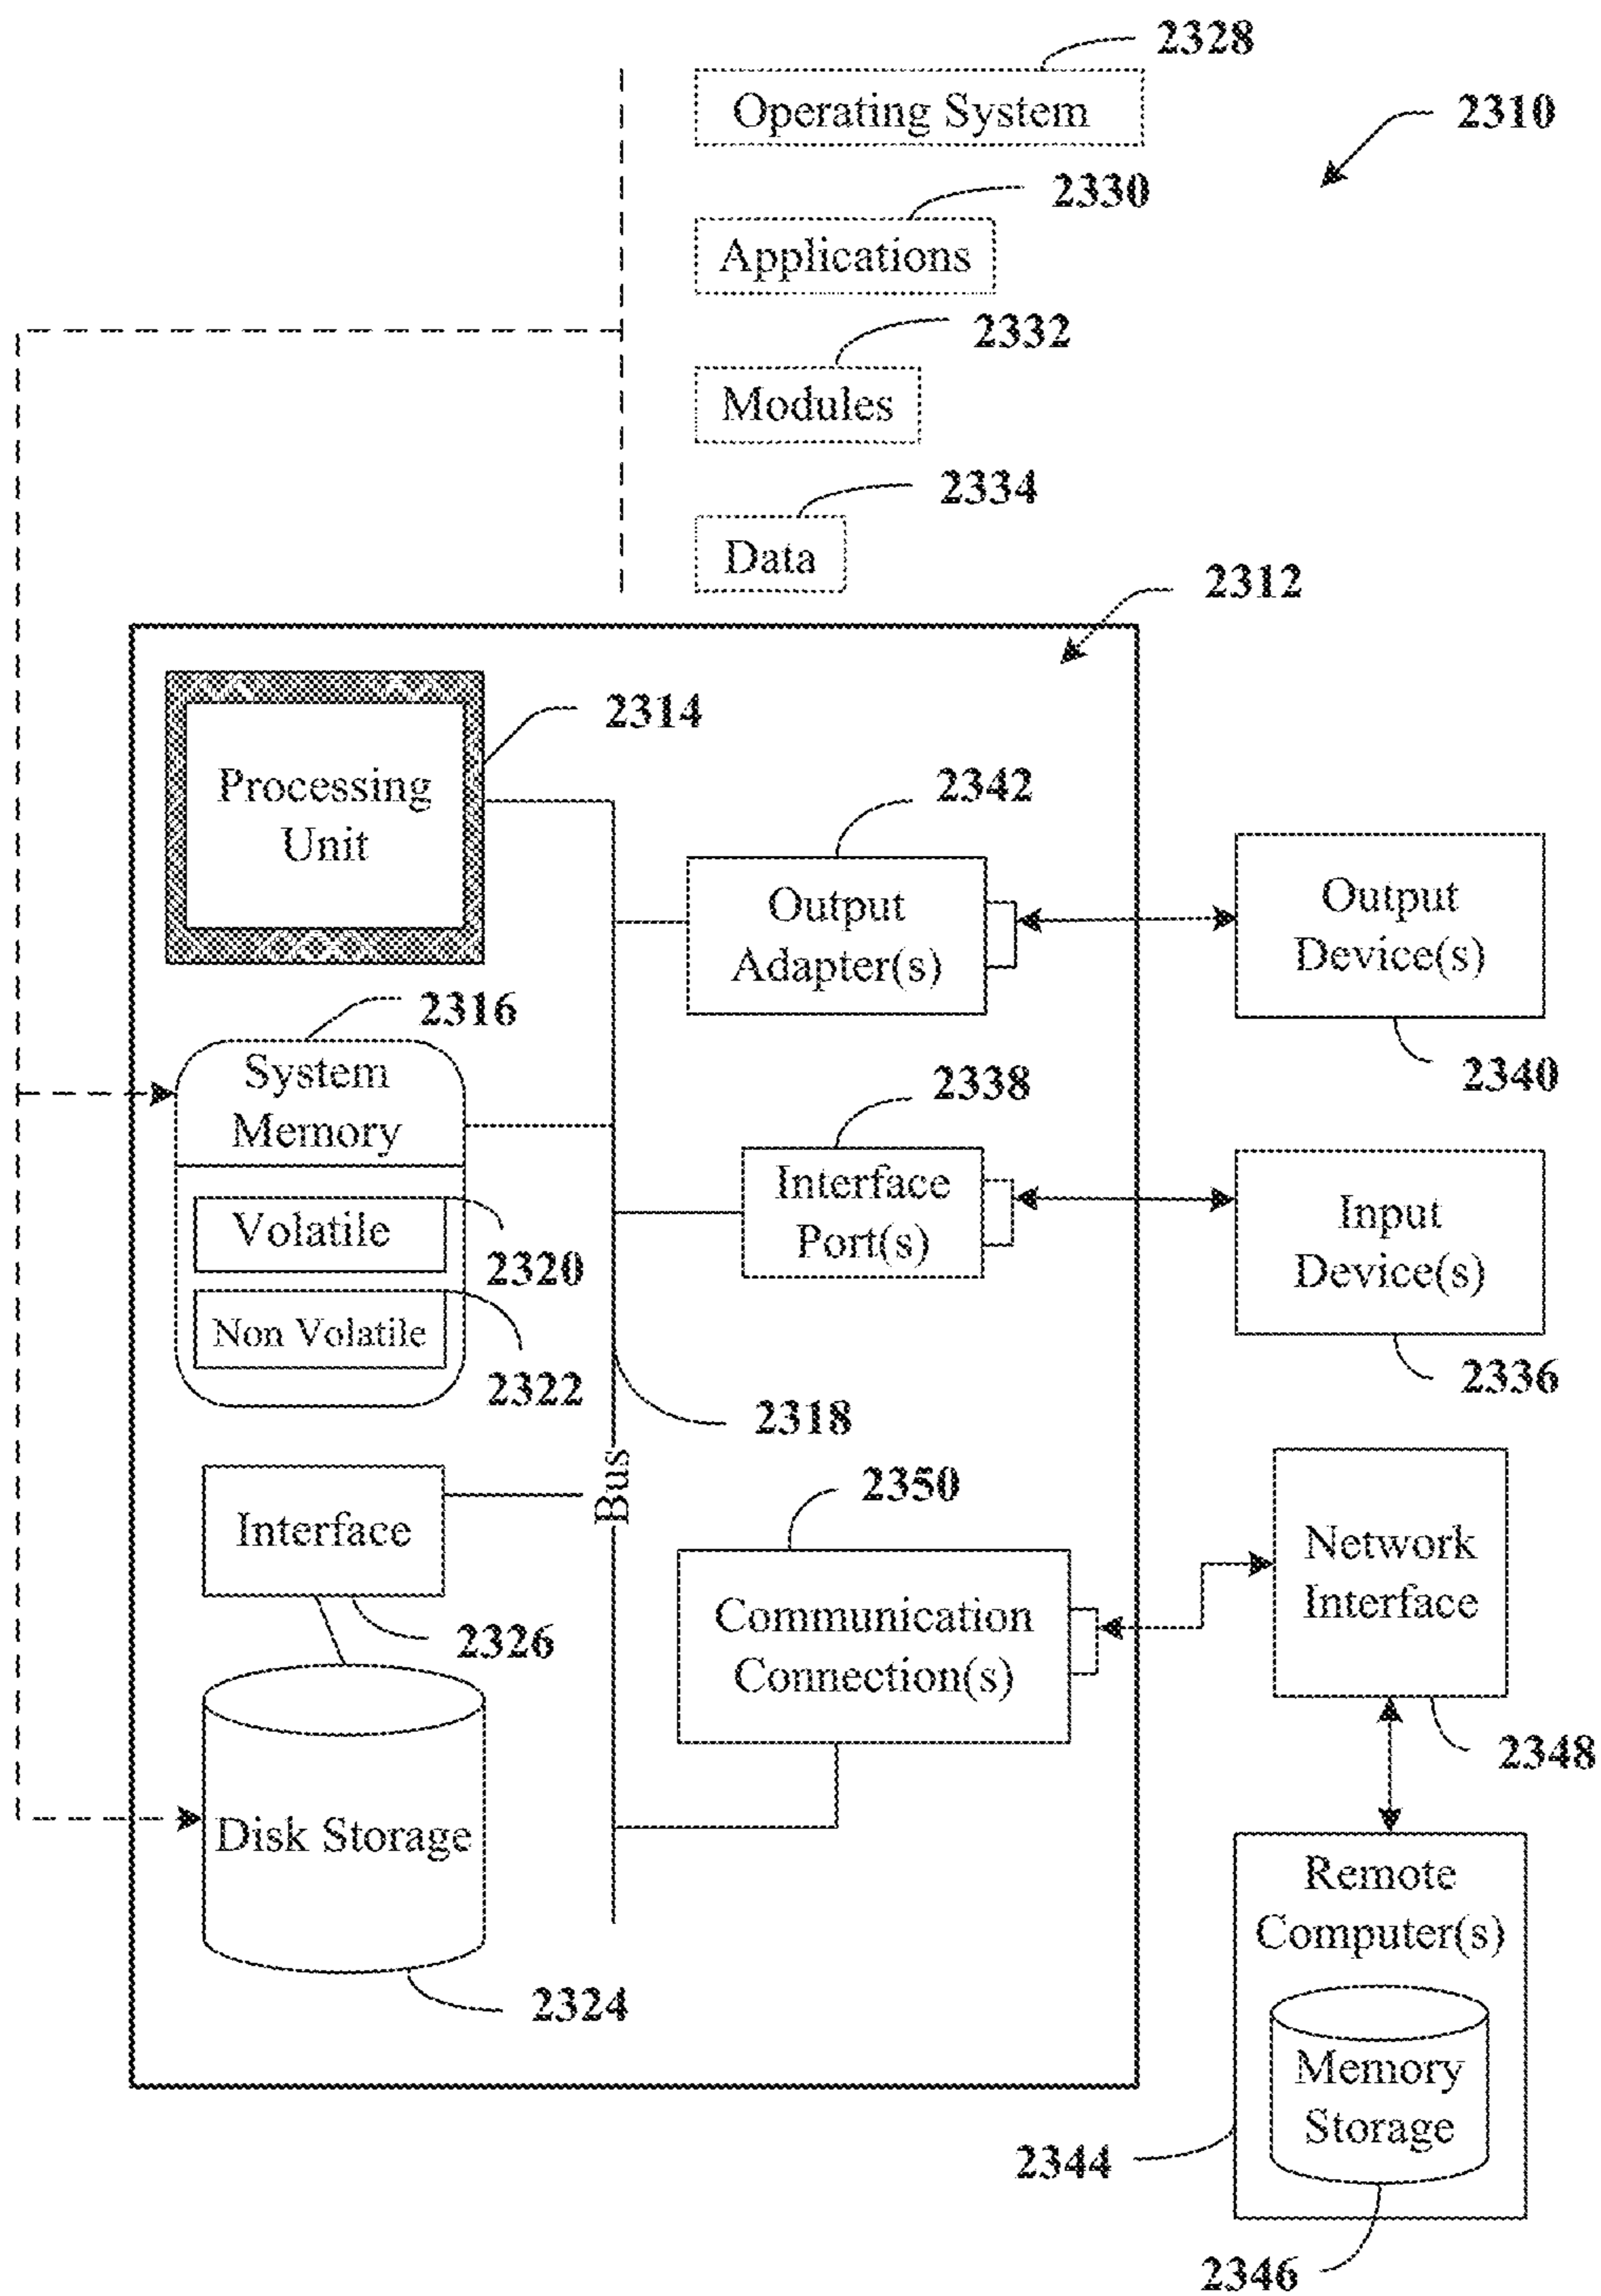 2328
Operating System
2310
2330
Applications
2332
Modules
2334
Data
2312
2314
Processing
Unit
2342
Output
Adapter(s)
Output
Device(s)
2340
2316
System
Memory
Volatile
2320
Non Volatile
2322
2338
Interface
Port(s)
Input
Device(s)
2336
2318
Bus
Interface
2326
2350
Communication
Connection(s)
Network
Interface
2348
Disk Storage
2324
Remote
Computer(s)
Memory
Storage
2344
2346